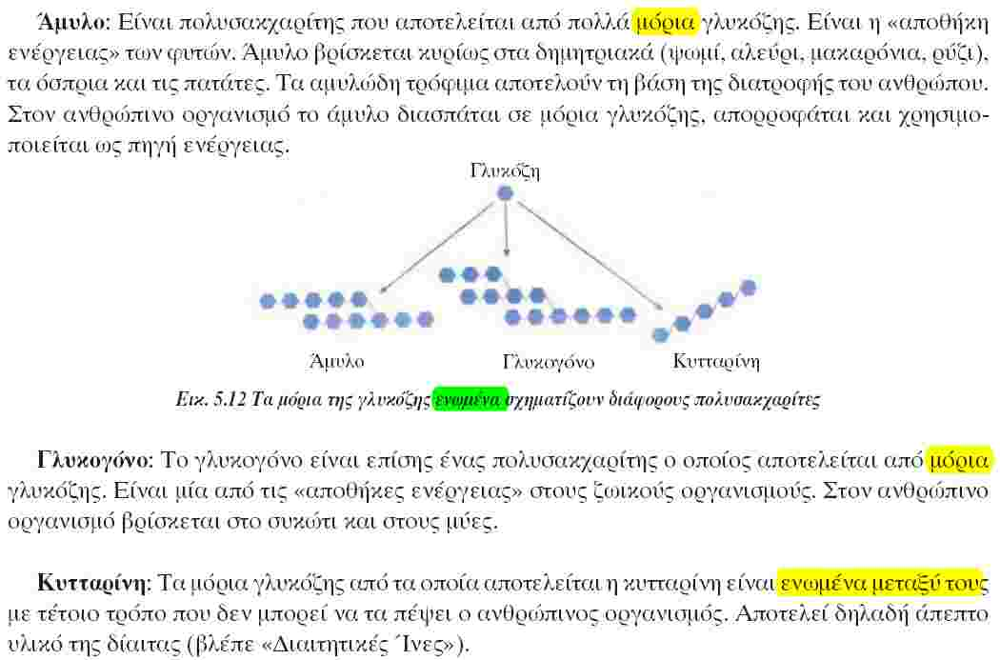 Άμυλο: Είναι πολυσακχαρίτης που αποτελείται από πολλά μόρια γλυκόζης. Είναι η «αποθήκη
ενέργειας» των φυτών. Άμυλο βρίσκεται κυρίως στα δημητριακά (ψωμί, αλεύρι, μακαρόνια, ρύζι),
τα όσπρια και τις πατάτες. Τα αμυλώδη τρόφιμα αποτελούν τη βάση της διατροφής του ανθρώπου.
Στον ανθρώπινο οργανισμό το άμυλο διασπάται σε μόρια γλυκόζης, απορροφάται και χρησιμο-
ποιείται ως πηγή ενέργειας.
Γλυκόζη
Άμυλο Γλυκογόνο Κυτταρίνη
Εικ. 5.12 Τα μόρια της γλυκόζης ενωμένα σχηματίζουν διάφορους πολυσακχαρίτες
Γλυκογόνο: Το γλυκογόνο είναι επίσης ένας πολυσακχαρίτης ο οποίος αποτελείται από μόρια
γλυκόζης. Είναι μία από τις «αποθήκες ενέργειας» στους ζωικούς οργανισμούς. Στον ανθρώπινο
οργανισμό βρίσκεται στο συκώτι και στους μύες.
Κυτταρίνη: Τα μόρια γλυκόζης από τα οποία αποτελείται η κυτταρίνη είναι ενωμένα μεταξύ τους
με τέτοιο τρόπο που δεν μπορεί να τα πέψει ο ανθρώπινος οργανισμός. Αποτελεί δηλαδή άπεπτο
υλικό της δίαιτας (βλέπε «Διαιτητικές Ίνες»).